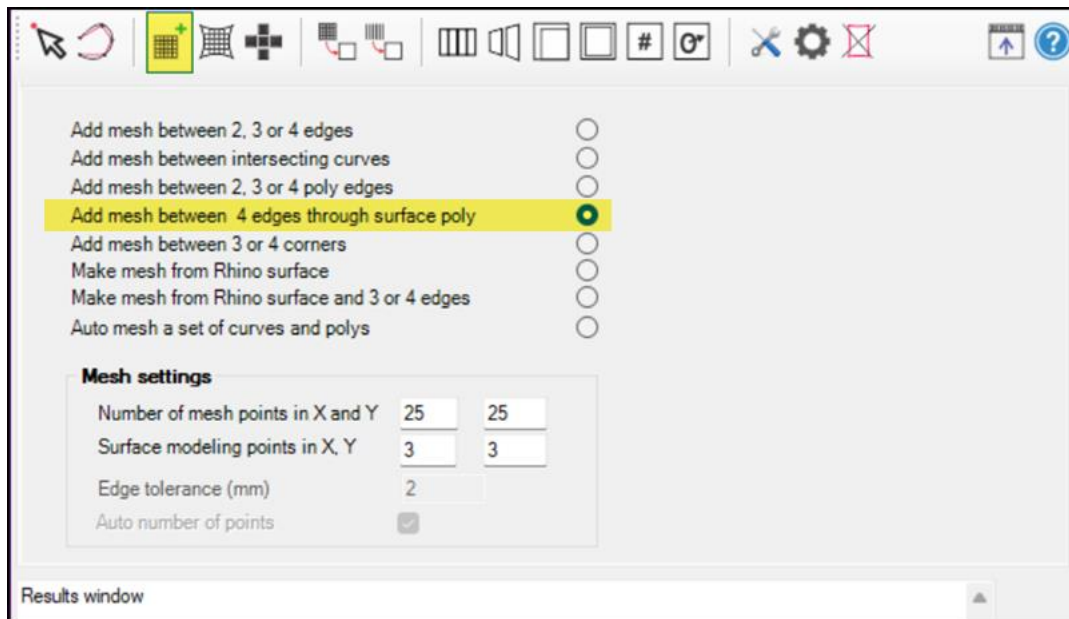 #
?
Add mesh between 2, 3 or 4 edges
Add mesh between intersecting curves
Add mesh between 2, 3 or 4 poly edges
Add mesh between  4 edges through surface poly
Add mesh between 3 or 4 corners
Make mesh from Rhino surface
Make mesh from Rhino surface and 3 or 4 edges
Auto mesh a set of curves and polys
Mesh settings
Number of mesh points in X and Y 25 25
Surface modeling points in X, Y 3 3
Edge tolerance (mm) 2
Auto number of points
Results window